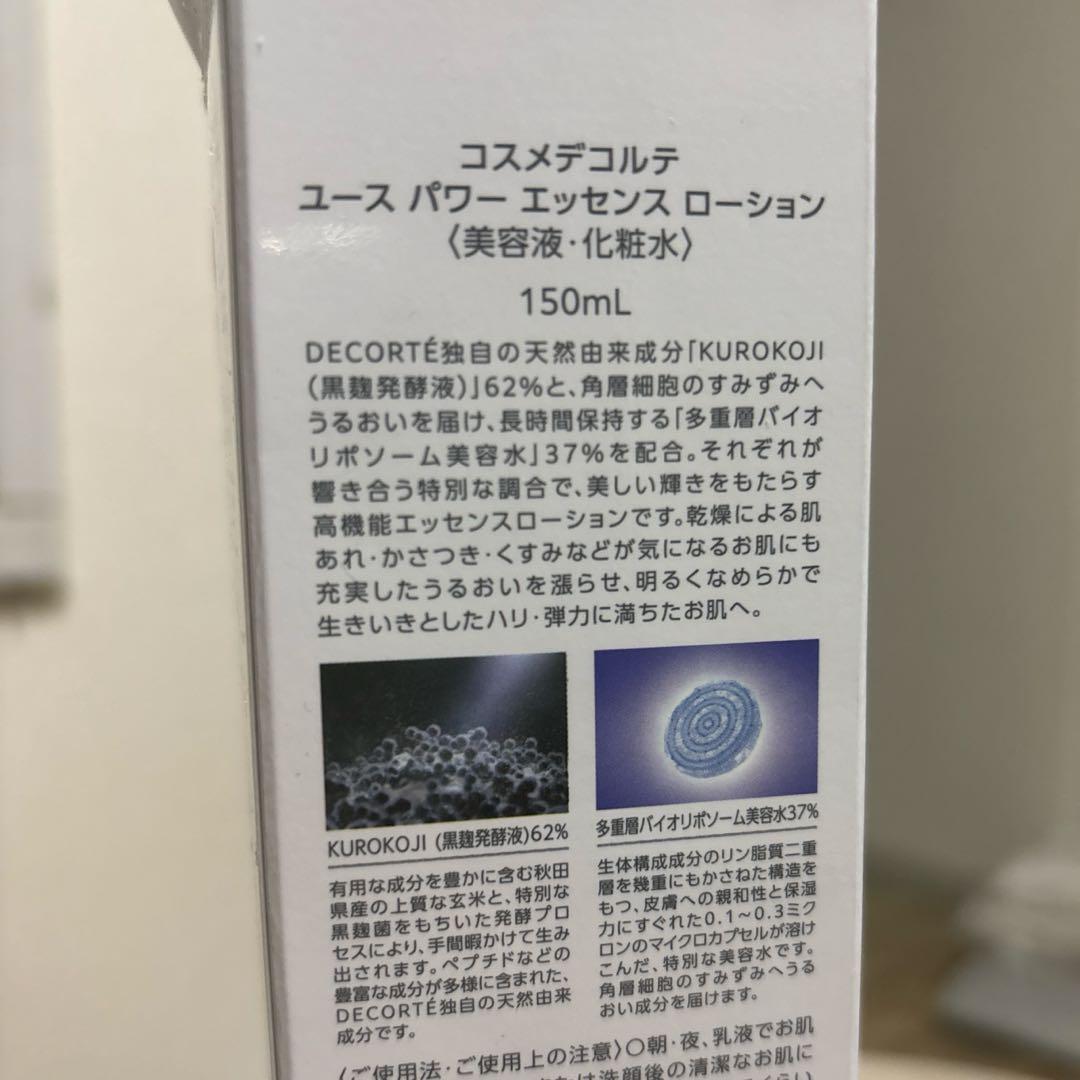 コスメデコルテ
ユース パワー エッセンス ローション
〈美容液・化粧水〉
150mL
DECORTÉ独自の天然由来成分「KUROKOJI
(黒麹発酵液)」62%と、角層細胞のすみずみへ
うるおいを届け、長時間保持する「多重層バイオ
リポソーム美容水」37%を配合。それぞれが
響き合う特別な調合で、美しい輝きをもたらす
高機能エッセンスローションです。乾燥による肌
あれ・かさつき・くすみなどが気になるお肌にも
充実したうるおいを漲らせ、明るくなめらかで
生きいきとしたハリ・弾力に満ちたお肌へ。
KUROKOJI (黒麹発酵液)62%
有用な成分を豊かに含む秋田
県産の上質な玄米と、特別な
黒麹菌をもちいた発酵プロ
セスにより、手間暇かけて生み
出されます。ペプチドなどの
豊富な成分が多様に含まれた、
DECORTÉ独自の天然由来
成分です。
多重層バイオリポソーム美容水37%
生体構成成分のリン脂質二重
層を幾重にもかさねた構造を
もつ、皮膚への親和性と保湿
力にすぐれた0.1～0.3ミク
ロンのマイクロカプセルが溶け
こんだ、特別な美容水です。
角層細胞のすみずみへうる
おい成分を届けます。
〈ご使用法・ご使用上の注意〉○朝・夜、乳液でお肌
洗顔後の清潔なお肌に